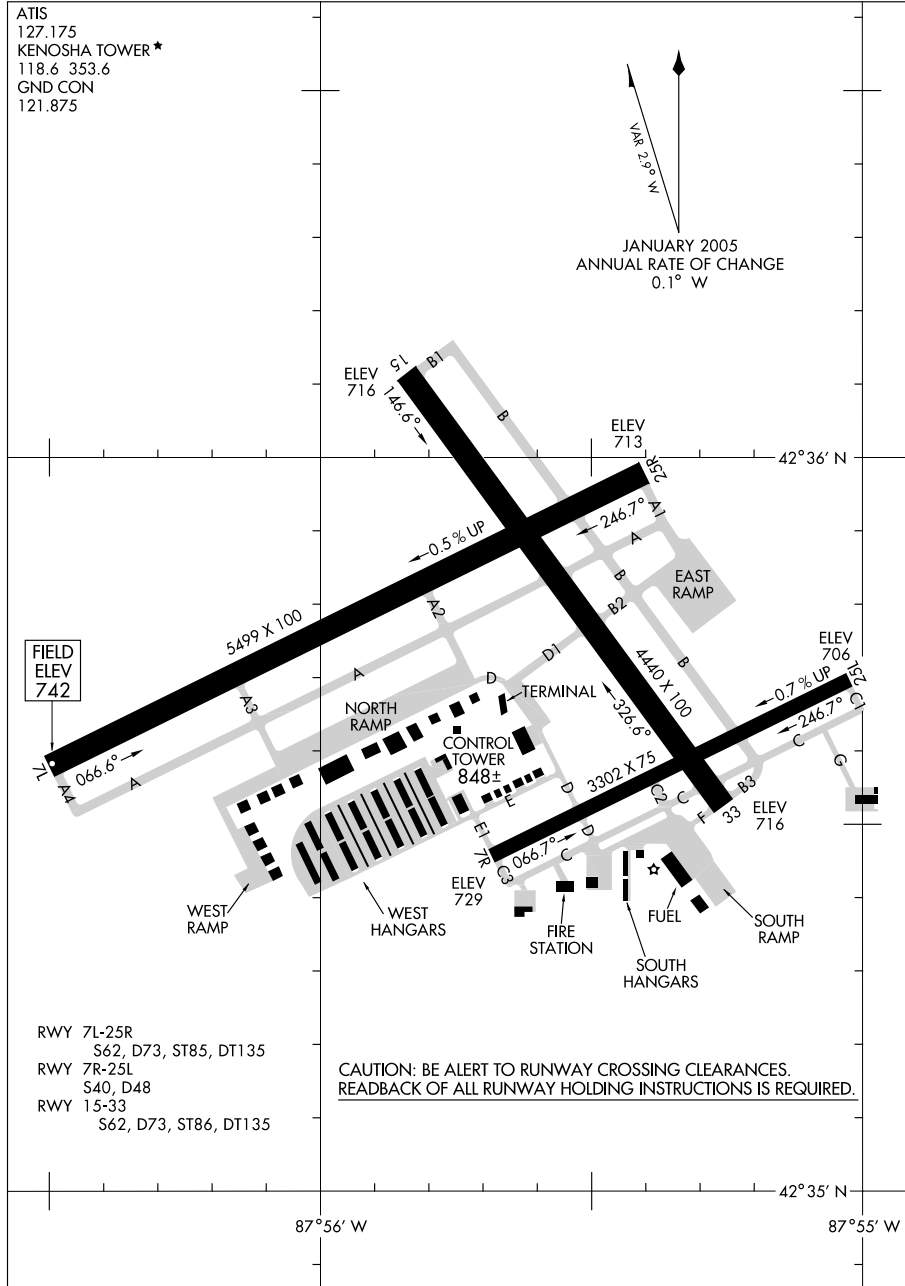 ATIS
127.175
KENOSHA TOWER ★
118.6 353.6
GND CON
121.875
VAR 2.9° W
JANUARY 2005
ANNUAL RATE OF CHANGE
0.1° W
ELEV
716
15
B1
146.6°
B
ELEV
713
25R
42°36' N
246.7°
A1
0.5% UP
A
EAST
RAMP
B
B2
A2
5499 X 100
D1
B
ELEV
706
25L
FIELD
ELEV
742
A
A3
D
TERMINAL
4440 X 100
0.7% UP
246.7°
C1
NORTH
RAMP
326.6°
CONTROL
TOWER
848±
7L
066.6°
A4
A
3302 X 75
C
G
E
D
C2
C
B3
F
33
ELEV
716
E1
7R
066.7°
D
C
C3
ELEV
729
WEST
RAMP
WEST
HANGARS
FIRE
STATION
FUEL
SOUTH
RAMP
SOUTH
HANGARS
RWY 7L-25R
S62, D73, ST85, DT135
RWY 7R-25L
S40, D48
RWY 15-33
S62, D73, ST86, DT135
CAUTION: BE ALERT TO RUNWAY CROSSING CLEARANCES.
READBACK OF ALL RUNWAY HOLDING INSTRUCTIONS IS REQUIRED.
42°35' N
87°56' W
87°55' W